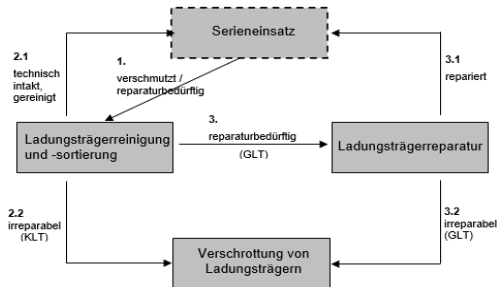 Serieneinsatz
2.1
technisch
intakt,
gereinigt
1.
verschmutzt /
reparaturbedürftig
3.1
repariert
Ladungsträgerreinigung
und -sortierung
3.
reparaturbedürftig
(GLT)
Ladungsträgerreparatur
2.2
irreparabel
(KLT)
3.2
irreparabel
(GLT)
Verschrottung von
Ladungsträgern